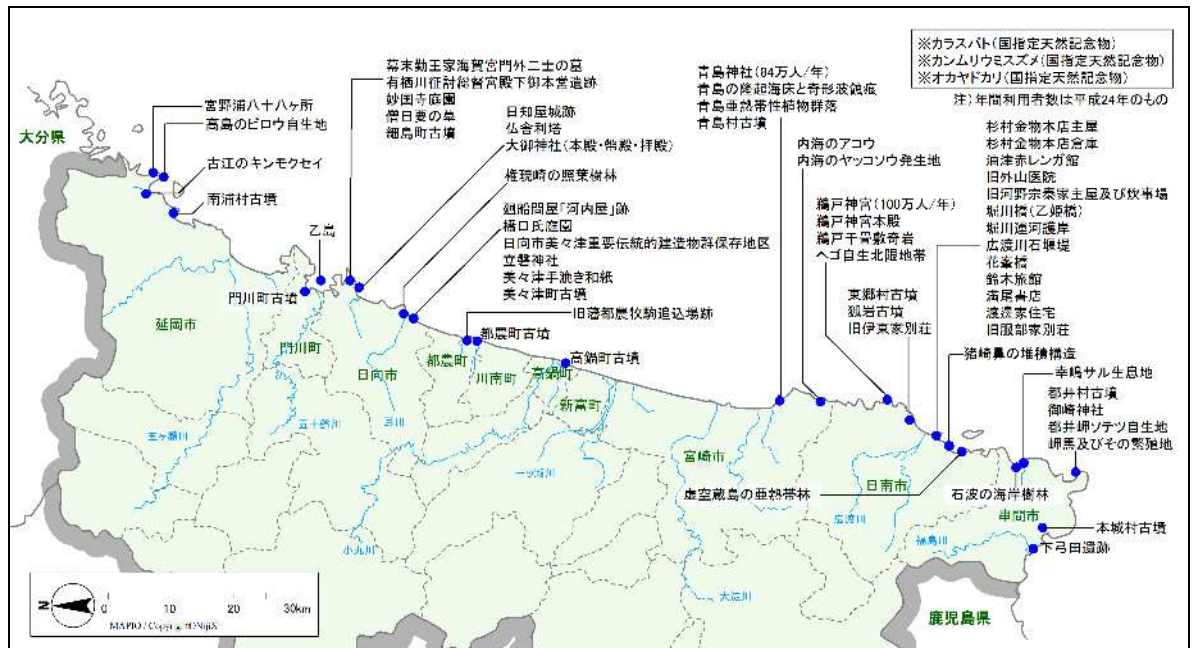 ※カラスバト(国指定天然記念物)
※カンムリウミスズメ(国指定天然記念物)
※オカヤドカリ(国指定天然記念物)
注)年間利用者数は平成24年のもの
大分県
宮野浦八十八ヶ所
高島のビロウ自生地
古江のキンモクセイ
南浦村古墳
乙島
門川町古墳
幕末勤王家海賀宮門外二士の墓
有栖川征討総督宮殿下御本営遺跡
妙国寺庭園
僧日要の墓
細島町古墳
日知屋城跡
仏舎利塔
大御神社(本殿・幣殿・拝殿)
権現崎の照葉樹林
廻船問屋「河内屋」跡
橋口氏庭園
日向市美々津重要伝統的建造物群保存地区
立磐神社
美々津手漉き和紙
美々津町古墳
旧藩都農牧駒追込場跡
都農町古墳
高鍋町古墳
青島神社(84万人/年)
青島の隆起海床と奇形波蝕痕
青島亜熱帯性植物群落
青島村古墳
内海のアコウ
内海のヤッコソウ発生地
鵜戸神宮(100万人/年)
鵜戸神宮本殿
鵜戸千畳敷奇岩
ヘゴ自生北限地帯
東郷村古墳
狐岩古墳
旧伊東家別荘
杉村金物本店主屋
杉村金物本店倉庫
油津赤レンガ館
旧外山医院
旧河野宗泰家主屋及び炊事場
堀川橋(乙姫橋)
堀川運河護岸
広渡川石堰堤
花峯橋
鈴木旅館
満尾書店
渡邊家住宅
旧服部家別荘
猪崎鼻の堆積構造
幸嶋サル生息地
都井村古墳
御崎神社
都井岬ソテツ自生地
岬馬及びその繁殖地
虚空蔵島の亜熱帯林
石波の海岸樹林
本城村古墳
下弓田遺跡
延岡市
門川町
日向市
都農町
川南町
高鍋町
新富町
宮崎市
日南市
串間市
鹿児島県
五ヶ瀬川
五十鈴川
耳川
小丸川
一ツ瀬川
大淀川
広渡川
福島川
N
0 10 20 30km